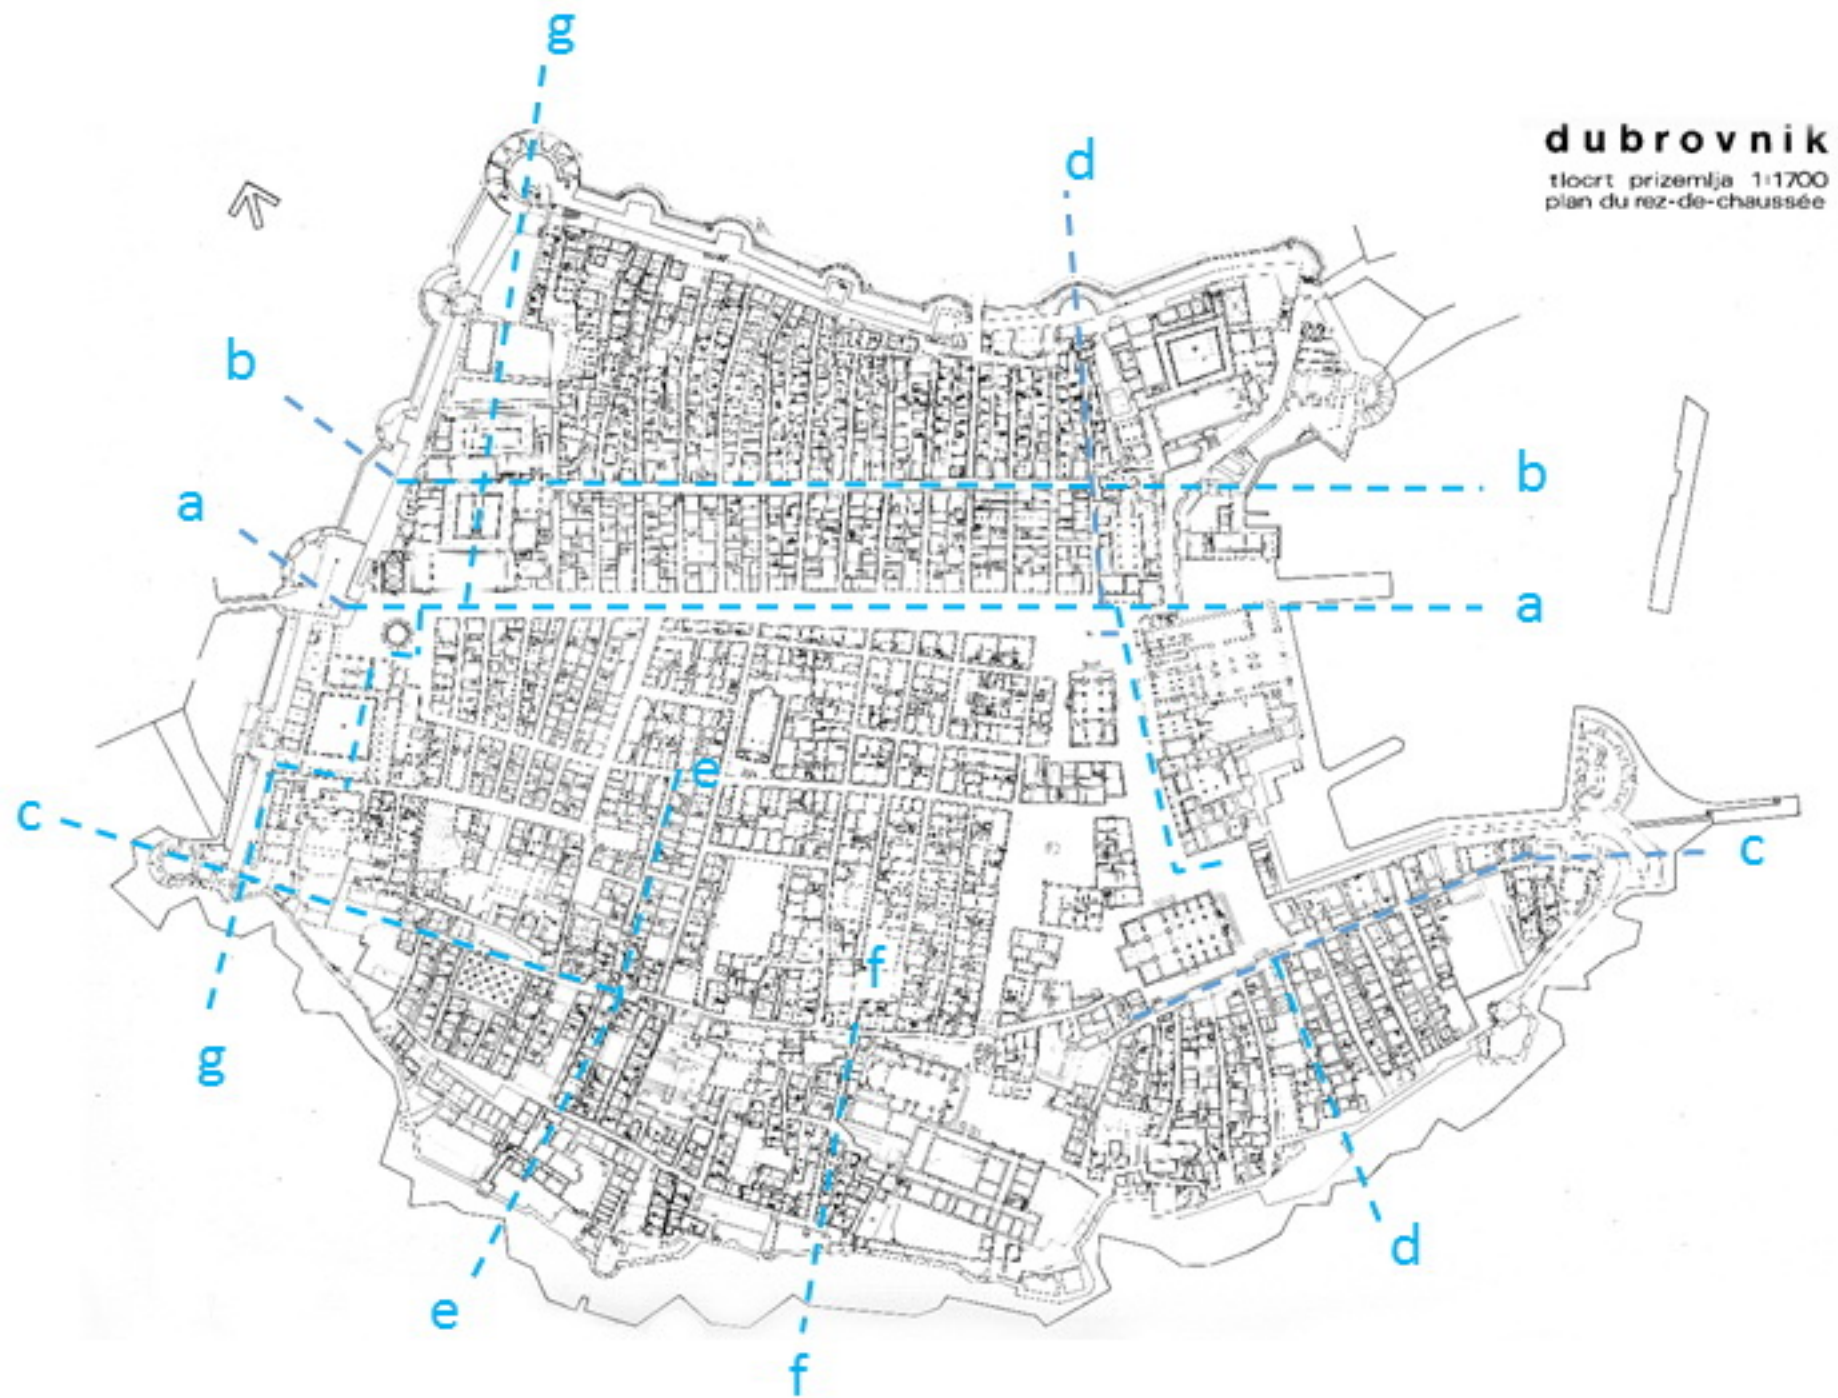 g
d
dubrovnik
tlocrt prizemlja 1:1700
plan du rez-de-chaussée
b
b
a
a
e
c
c
f
g
d
e
f